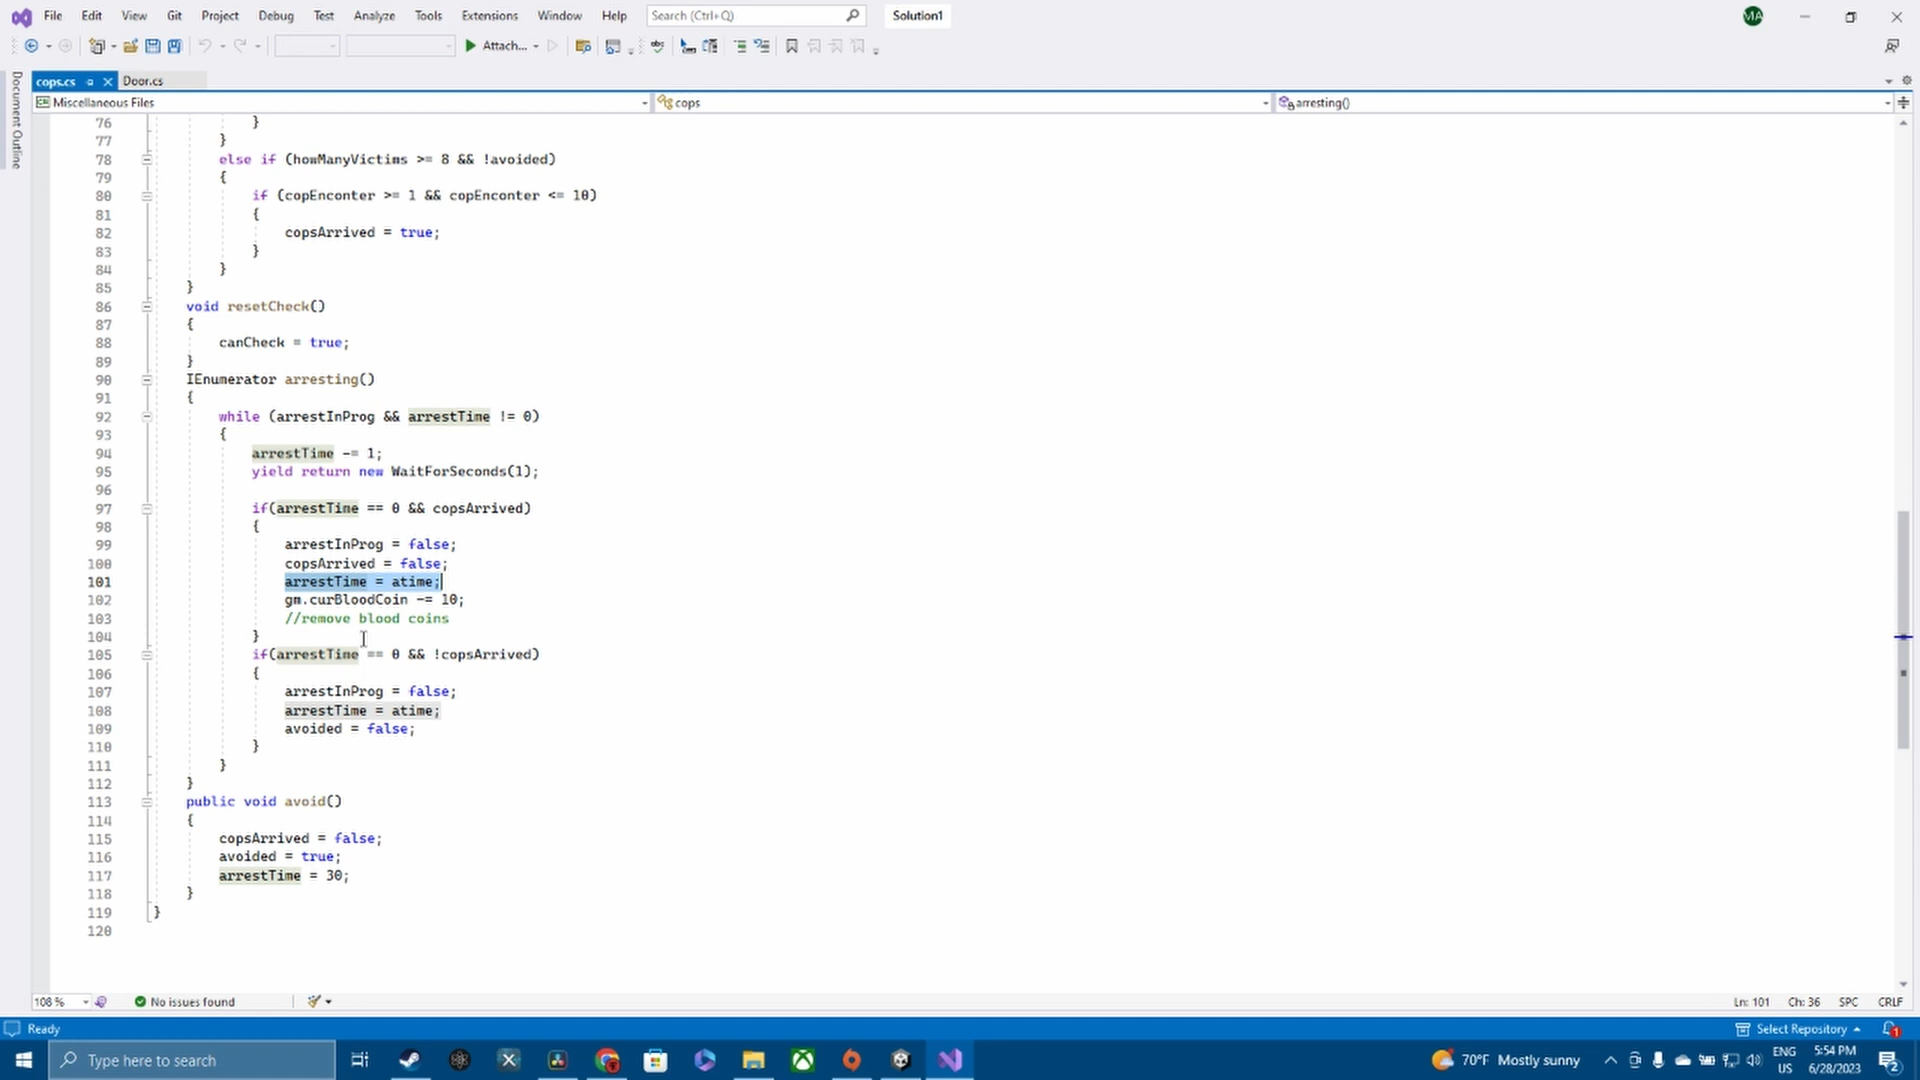 File Edit View Git Project Debug Test Analyze Tools Extensions Window Help Search (Ctrl+Q) Solution1
MA
Attach...
cops.cs Door.cs
Miscellaneous Files cops arresting()
Document Outline
76 }
77 }
78 else if (howManyVictims >= 8 && !avoided)
79 {
80 if (copEnconter >= 1 && copEnconter <= 10)
81 {
82 copsArrived = true;
83 }
84 }
85 }
86 void resetCheck()
87 {
88 canCheck = true;
89 }
90 IEnumerator arresting()
91 {
92 while (arrestInProg && arrestTime != 0)
93 {
94 arrestTime -= 1;
95 yield return new WaitForSeconds(1);
96
97 if(arrestTime == 0 && copsArrived)
98 {
99 arrestInProg = false;
100 copsArrived = false;
101 arrestTime = atime;
102 gm.curBloodCoin -= 10;
103 //remove blood coins
104 }
105 if(arrestTime == 0 && !copsArrived)
106 {
107 arrestInProg = false;
108 arrestTime = atime;
109 avoided = false;
110 }
111 }
112 }
113 public void avoid()
114 {
115 copsArrived = false;
116 avoided = true;
117 arrestTime = 30;
118 }
119 }
120
108 % No issues found Ln: 101 Ch: 36 SPC CRLF
Ready Select Repository 1
Type here to search 70°F Mostly sunny ENG US 5:54 PM 6/28/2023 2